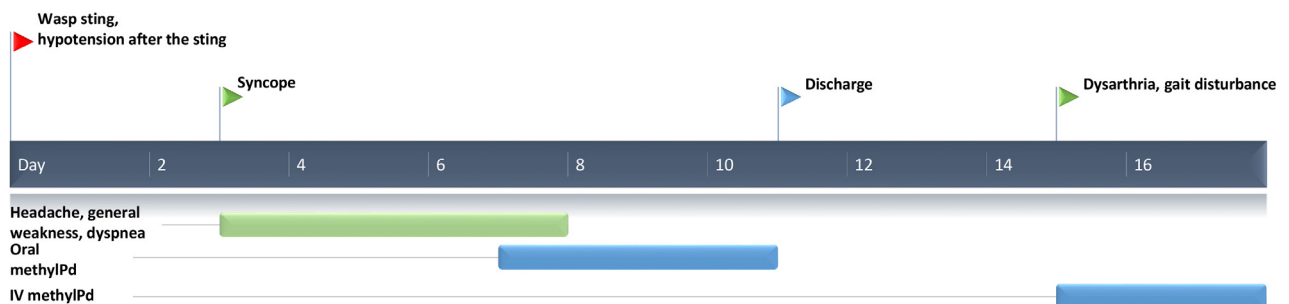 Wasp sting,
hypotension after the sting
Syncope
Discharge
Dysarthria, gait disturbance
Day 2 4 6 8 10 12 14 16
Headache, general
weakness, dyspnea
Oral
methylPd
IV methylPd